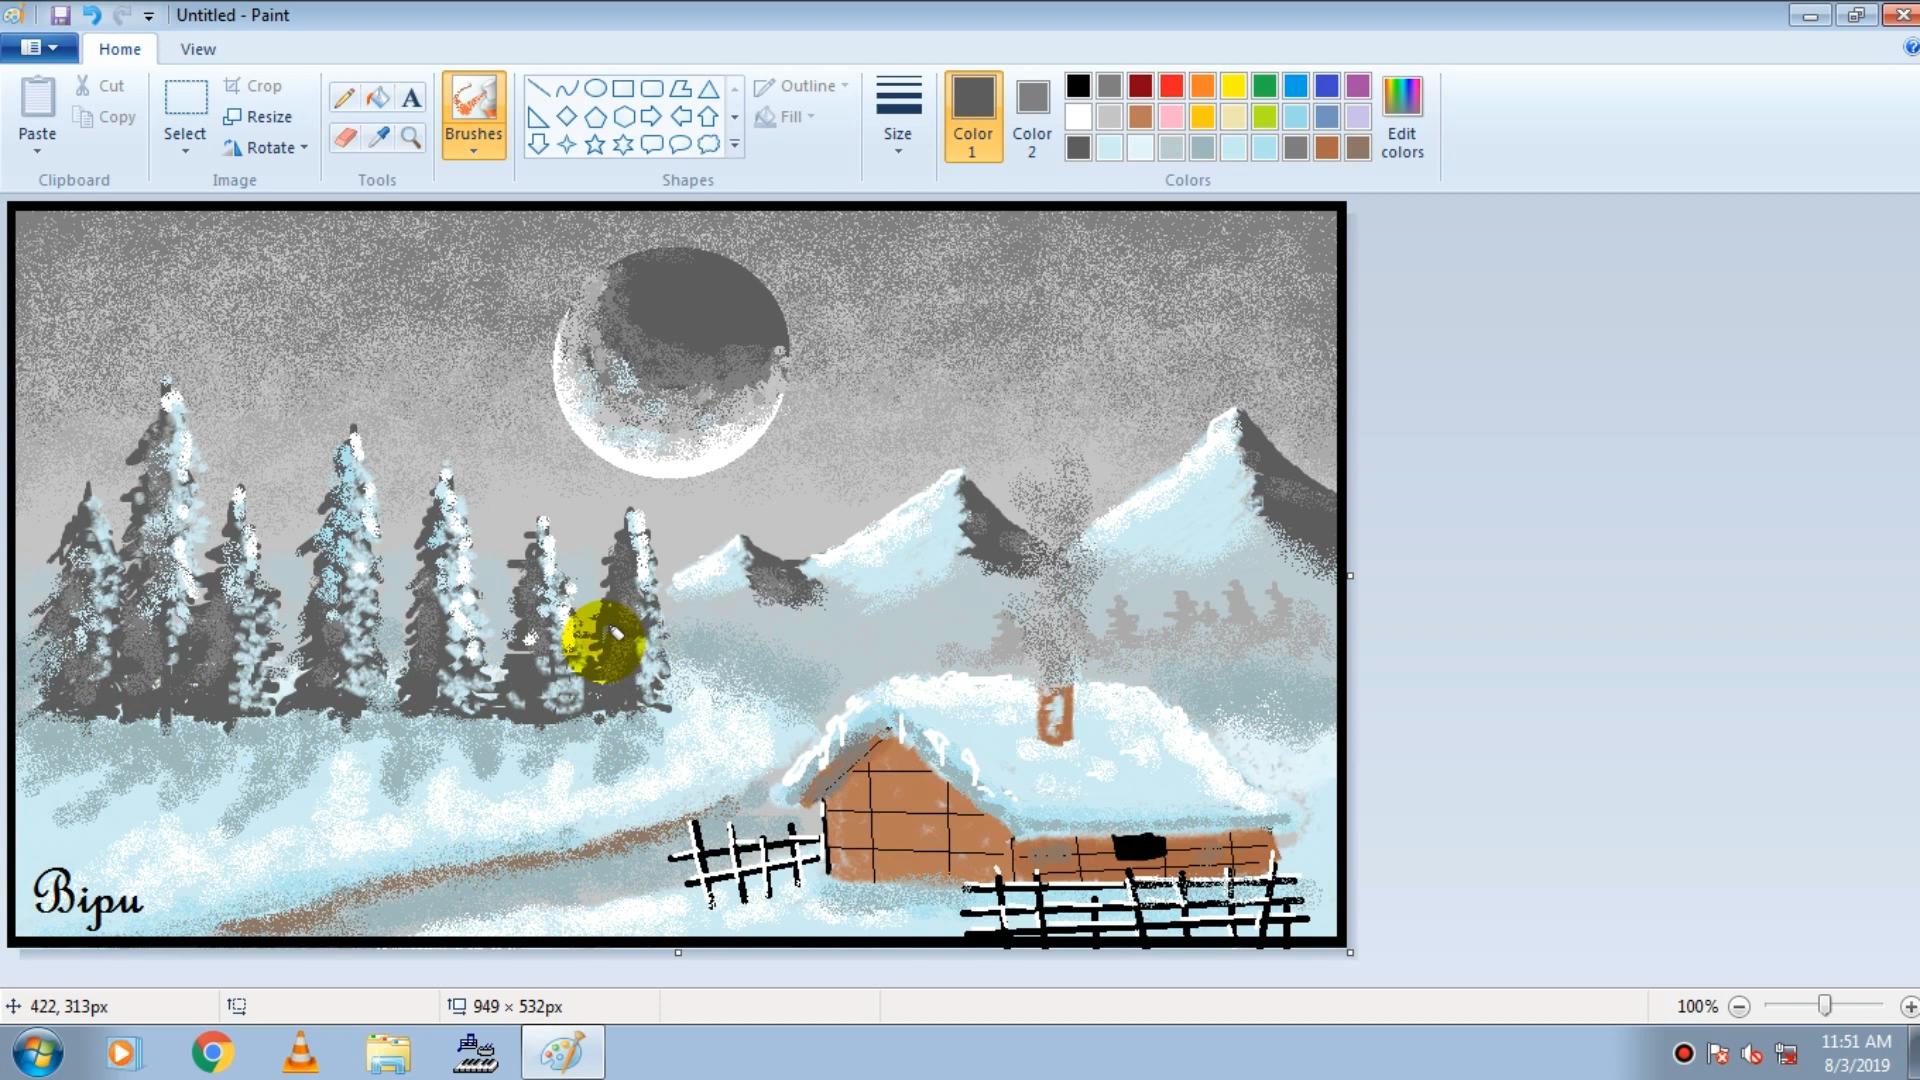 Untitled - Paint
Home View
Paste
Cut
Copy
Clipboard
Select
Crop
Resize
Rotate
Image
A
Tools
Brushes
Shapes
Outline
Fill
Size
Color 1
Color 2
Colors
Edit colors
Bipu
422, 313px
949 × 532px
100%
11:51 AM
8/3/2019